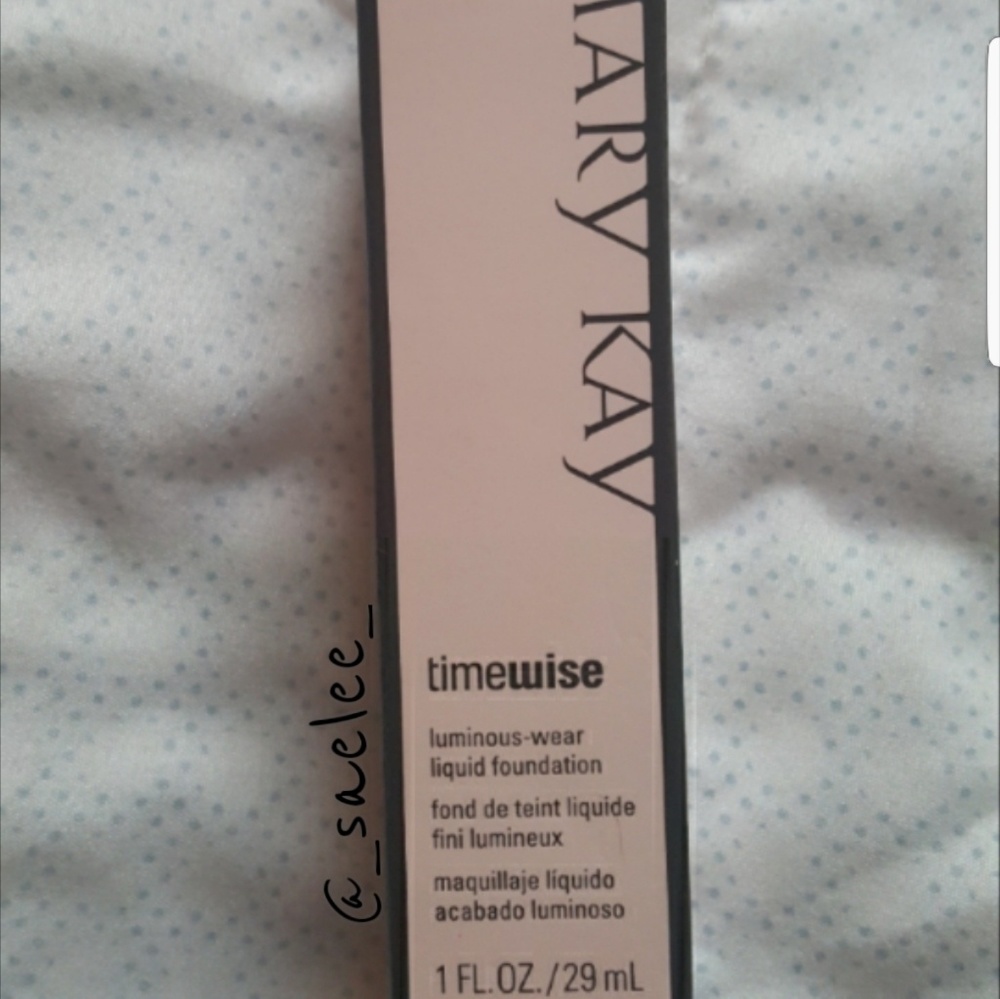 MARY KAY
timewise
luminous-wear
liquid foundation
fond de teint liquide
fini lumineux
maquillaje líquido
acabado luminoso
1 FL.OZ./29 mL
@_saelee_